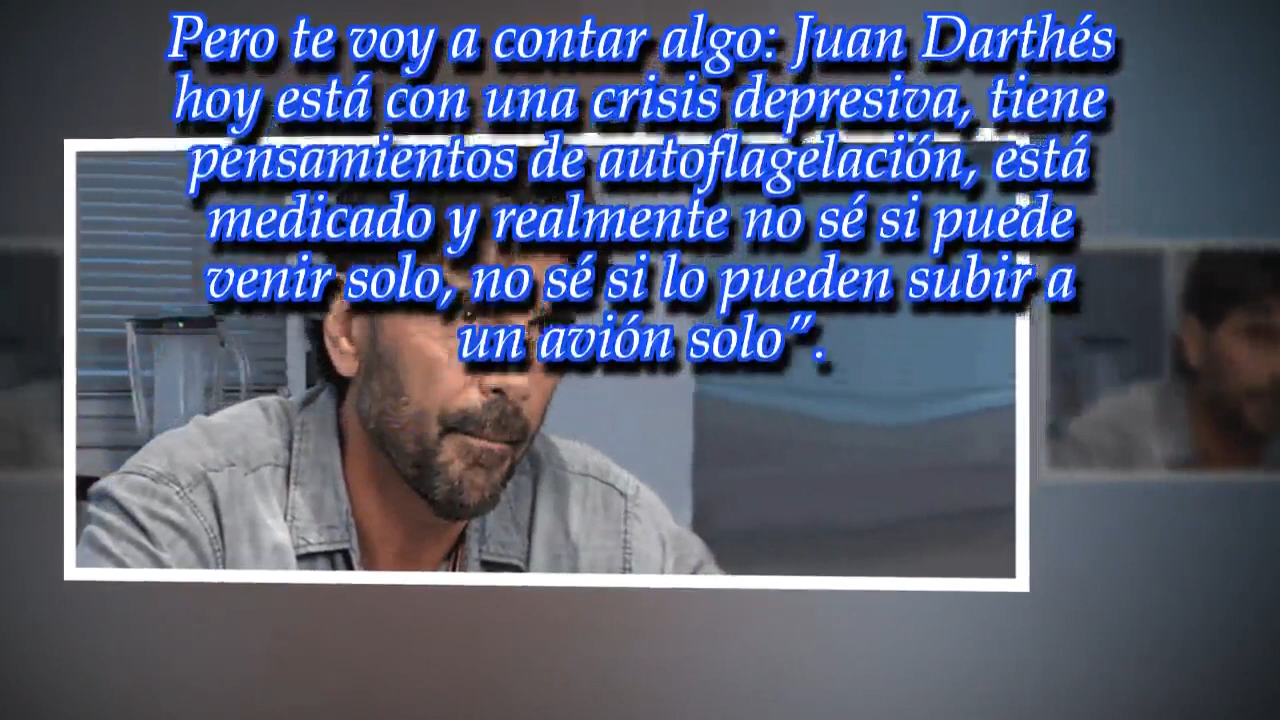 Pero te voy a contar algo: Juan Darthés
hoy está con una crisis depresiva, tiene
pensamientos de autoflagelación, está
medicado y realmente no sé si puede
venir solo, no sé si lo pueden subir a
un avión solo”.